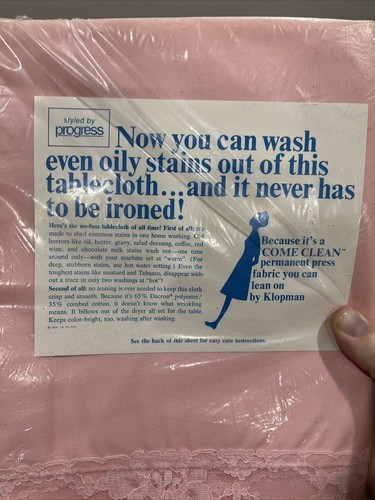 styled by
progress
Now you can wash
even oily stains out of this
tablecloth...and it never has
to be ironed!
Here's the no-fuss tablecloth of all time! First of all: it's
made to shed common stains in one home washing. Old
horrors like oil, butter, gravy, salad dressing, coffee, red
wine, and chocolate milk stains wash out—one time
around only—with your machine set at "warm". (For
deep, stubborn stains, use hot water setting.) Even the
toughest stains like mustard and Tabasco, disappear with-
out a trace in only two washings at "hot"!
Second of all: no ironing is ever needed to keep this cloth
crisp and smooth. Because it's 65% Dacron® polyester/
35% combed cotton, it doesn't know what wrinkling
means. It billows out of the dryer all set for the table.
Keeps color-bright, too, washing after washing.
Because it's a
COME CLEAN™
permanent press
fabric you can
lean on
by Klopman
See the back of this sheet for easy care instructions.